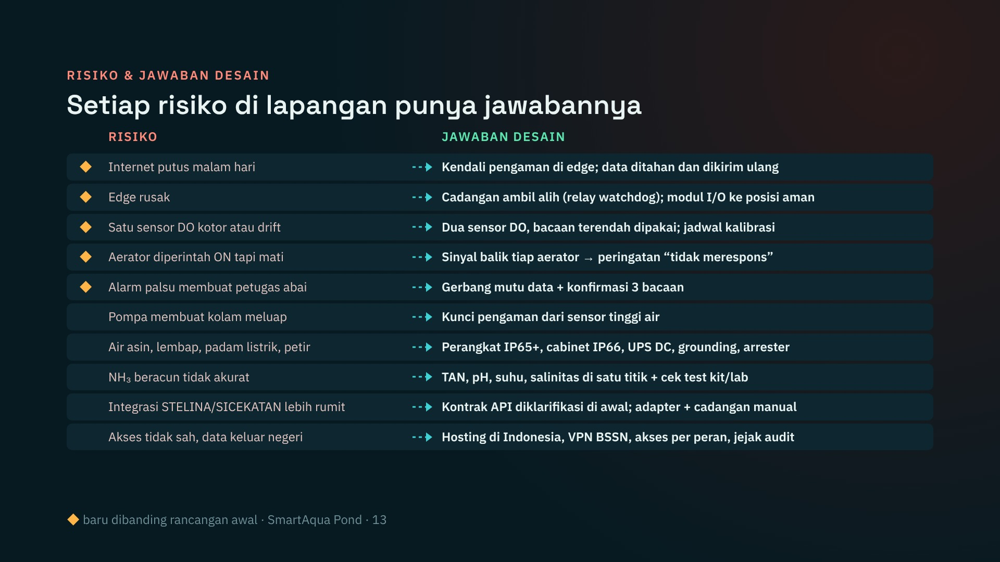 RISIKO & JAWABAN DESAIN
Setiap risiko di lapangan punya jawabannya
RISIKO JAWABAN DESAIN
Internet putus malam hari Kendali pengaman di edge; data ditahan dan dikirim ulang
Edge rusak Cadangan ambil alih (relay watchdog); modul I/O ke posisi aman
Satu sensor DO kotor atau drift Dua sensor DO, bacaan terendah dipakai; jadwal kalibrasi
Aerator diperintah ON tapi mati Sinyal balik tiap aerator → peringatan “tidak merespons”
Alarm palsu membuat petugas abai Gerbang mutu data + konfirmasi 3 bacaan
Pompa membuat kolam meluap Kunci pengaman dari sensor tinggi air
Air asin, lembap, padam listrik, petir Perangkat IP65+, cabinet IP66, UPS DC, grounding, arrester
NH₃ beracun tidak akurat TAN, pH, suhu, salinitas di satu titik + cek test kit/lab
Integrasi STELINA/SICEKATAN lebih rumit Kontrak API diklarifikasi di awal; adapter + cadangan manual
Akses tidak sah, data keluar negeri Hosting di Indonesia, VPN BSSN, akses per peran, jejak audit
baru dibanding rancangan awal · SmartAqua Pond · 13